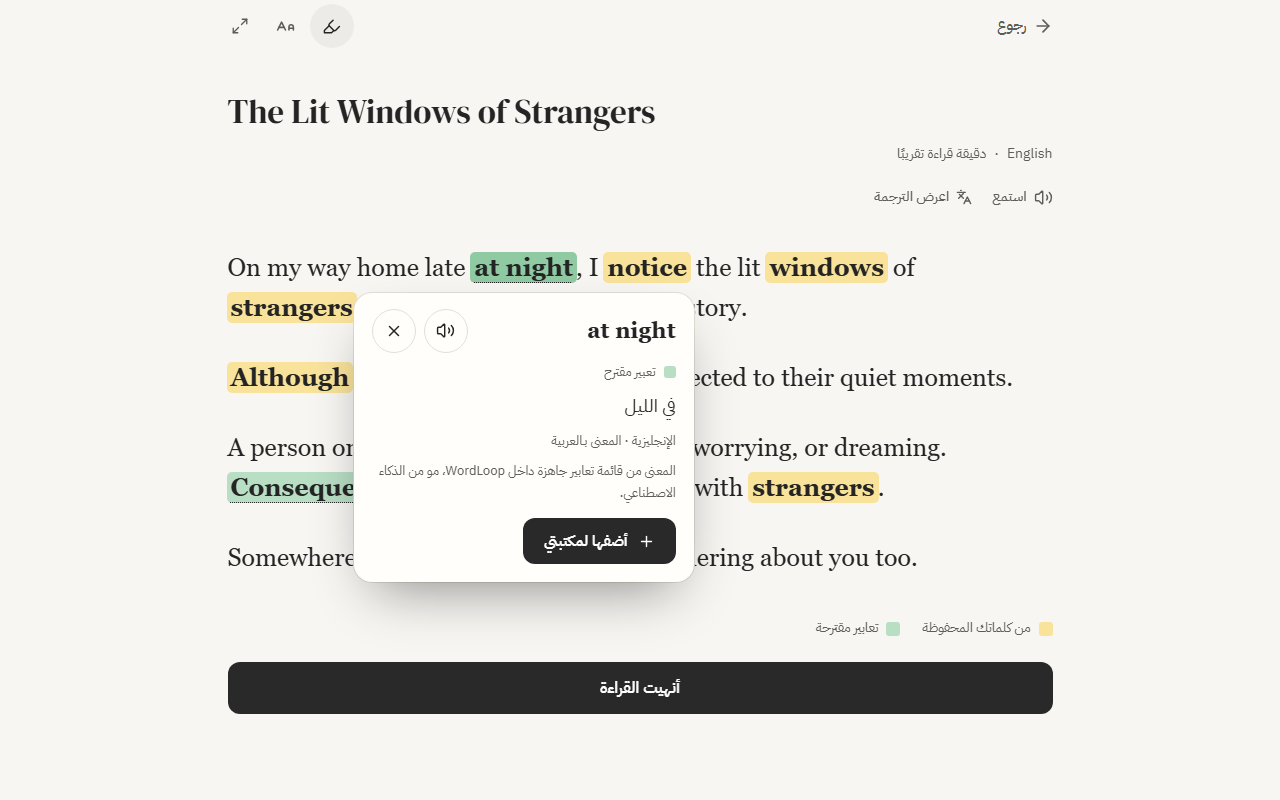 رجوع
Aa
The Lit Windows of Strangers
English · دقيقة قراءة تقريبًا
استمع
اعرض الترجمة
On my way home late at night, I notice the lit windows of
strangers
tory.
Although
ected to their quiet moments.
A person or
worrying, or dreaming.
Conseque
with strangers.
Somewhere
ering about you too.
at night
تعبير مقترح
في الليل
الإنجليزية · المعنى بالعربية
المعنى من قائمة تعابير جاهزة داخل WordLoop، مو من الذكاء
الاصطناعي.
أضفها لمكتبتي
من كلماتك المحفوظة
تعابير مقترحة
أنهيت القراءة